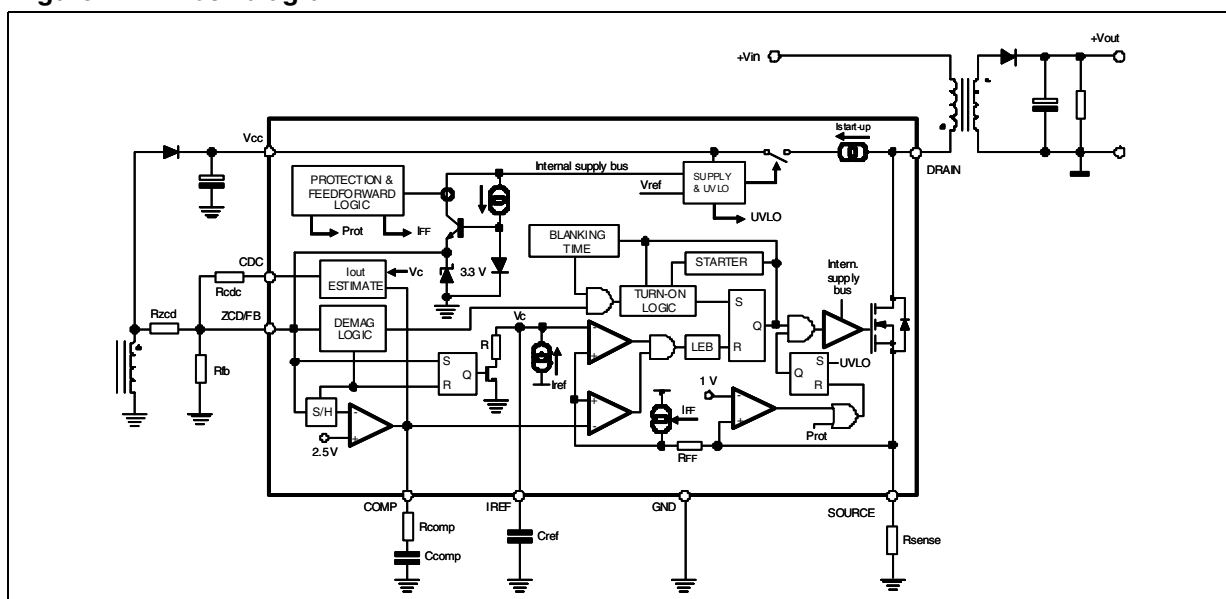 +Vin
+Vout
Vcc
Istart-up
DRAIN
Internal supply bus
PROTECTION &
FEEDFORWARD
LOGIC
SUPPLY
& UVLO
Vref
UVLO
Prot
IFF
BLANKING
TIME
STARTER
CDC
Rcdc
Iout
ESTIMATE
Vc
3.3 V
Intern.
supply
bus
TURN-ON
LOGIC
S
Q
R
Rzcd
ZCD/FB
DEMAG
LOGIC
Vc
R
S
Q
R
Iref
LEB
S
UVLO
Q
R
Rfb
S/H
2.5 V
1 V
IFF
RFF
Prot
-
+
+
-
-
+
-
+
COMP
IREF
GND
SOURCE
Rcomp
Ccomp
Cref
Rsense